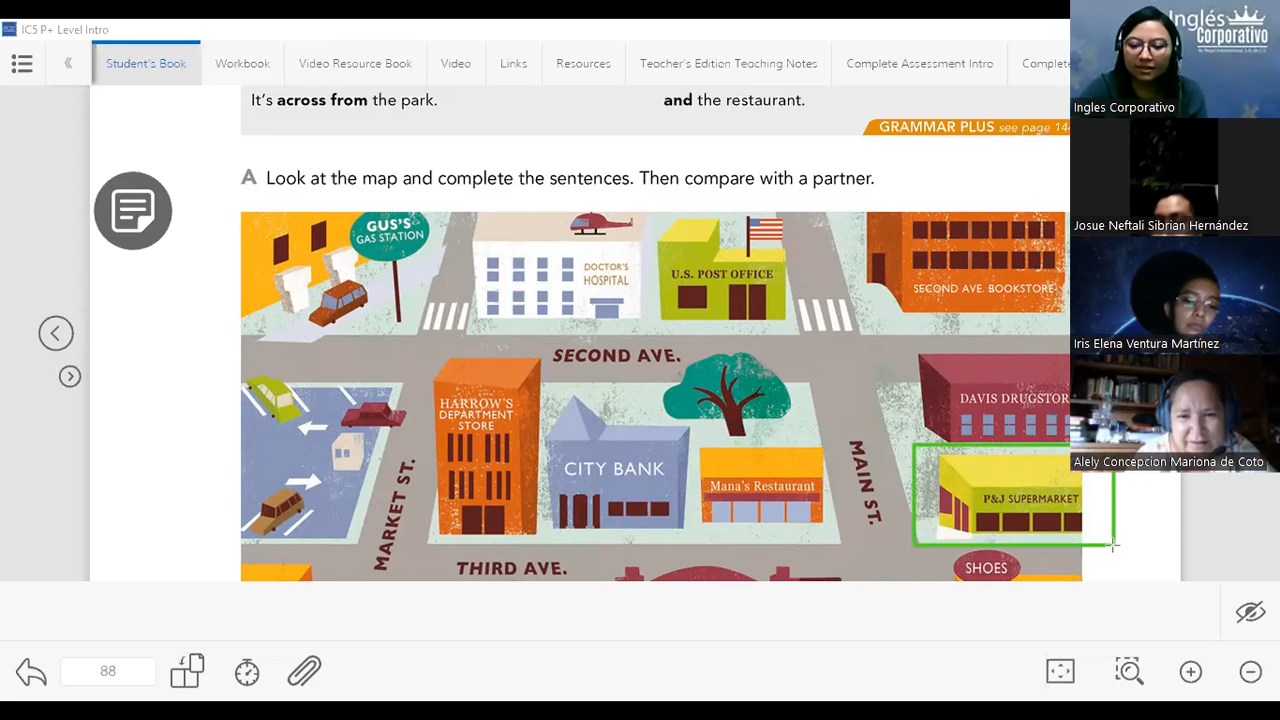 IC5 P+ Level Intro
Student's Book
Workbook
Video Resource Book
Video
Links
Resources
Teacher's Edition Teaching Notes
Complete Assessment Intro
It's across from the park.
and the restaurant.
GRAMMAR PLUS see page 144
A Look at the map and complete the sentences. Then compare with a partner.
GUS'S
GAS STATION
DOCTOR'S
HOSPITAL
U.S. POST OFFICE
SECOND AVE. BOOKSTORE
SECOND AVE.
HARROW'S
DEPARTMENT
STORE
CITY BANK
Mana's Restaurant
DAVIS DRUGSTOR
P&J SUPERMARKET
MARKET ST.
MAIN ST.
THIRD AVE.
SHOES
88
Inglés
Corporativo
Ingles Corporativo
Josue Neftali Sibrian Hernández
Iris Elena Ventura Martínez
Alely Concepcion Mariona de Coto